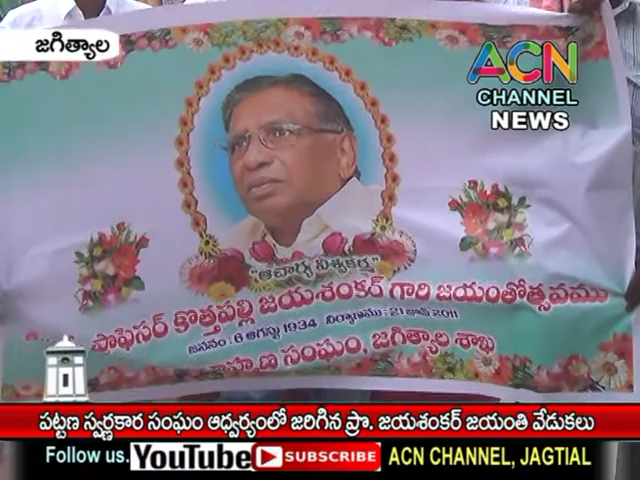 జగిత్యాల
ACN
CHANNEL
NEWS
"ఆచార్య విశ్వకర్మ"
ప్రొఫెసర్ కొత్తపల్లి జయశంకర్ గారి జయంతోత్సవము
జననం : 6 ఆగస్టు 1934 నిర్యాణము : 21 జూన్ 2011
సంఘం, జగిత్యాల శాఖ
పట్టణ స్వర్ణకార సంఘం ఆధ్వర్యంలో జరిగిన ప్రొ. జయశంకర్ జయంతి వేడుకలు
Follow us. YouTube SUBSCRIBE ACN CHANNEL, JAGTIAL